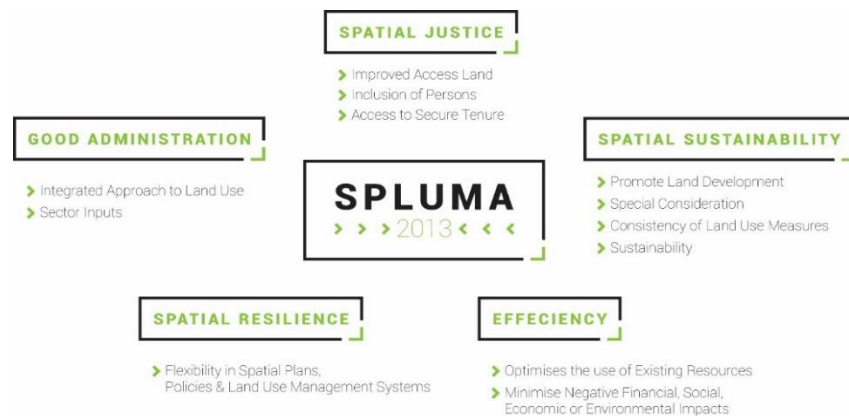 SPATIAL JUSTICE
Improved Access Land
Inclusion of Persons
Access to Secure Tenure
GOOD ADMINISTRATION
Integrated Approach to Land Use
Sector Inputs
SPLUMA
> > > 2013 < < <
SPATIAL SUSTAINABILITY
Promote Land Development
Special Consideration
Consistency of Land Use Measures
Sustainability
SPATIAL RESILIENCE
Flexibility in Spatial Plans,
Policies & Land Use Management Systems
EFFECIENCY
Optimises the use of Existing Resources
Minimise Negative Financial, Social,
Economic or Environmental Impacts